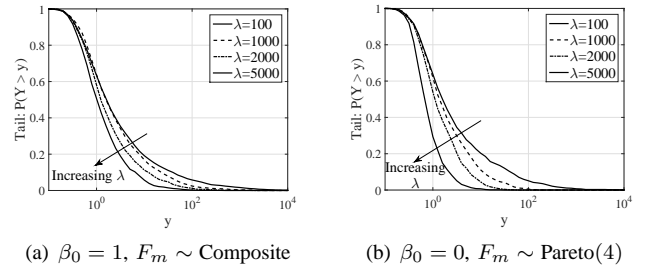 1
0.8
0.6
0.4
0.2
0
Tail: P(Y > y)
λ=100
λ=1000
λ=2000
λ=5000
Increasing λ
10^0
10^2
10^4
y
(a) β₀ = 1, Fₘ ∼ Composite
1
0.8
0.6
0.4
0.2
0
Tail: P(Y > y)
λ=100
λ=1000
λ=2000
λ=5000
Increasing
λ
10^0
10^2
10^4
y
(b) β₀ = 0, Fₘ ∼ Pareto(4)